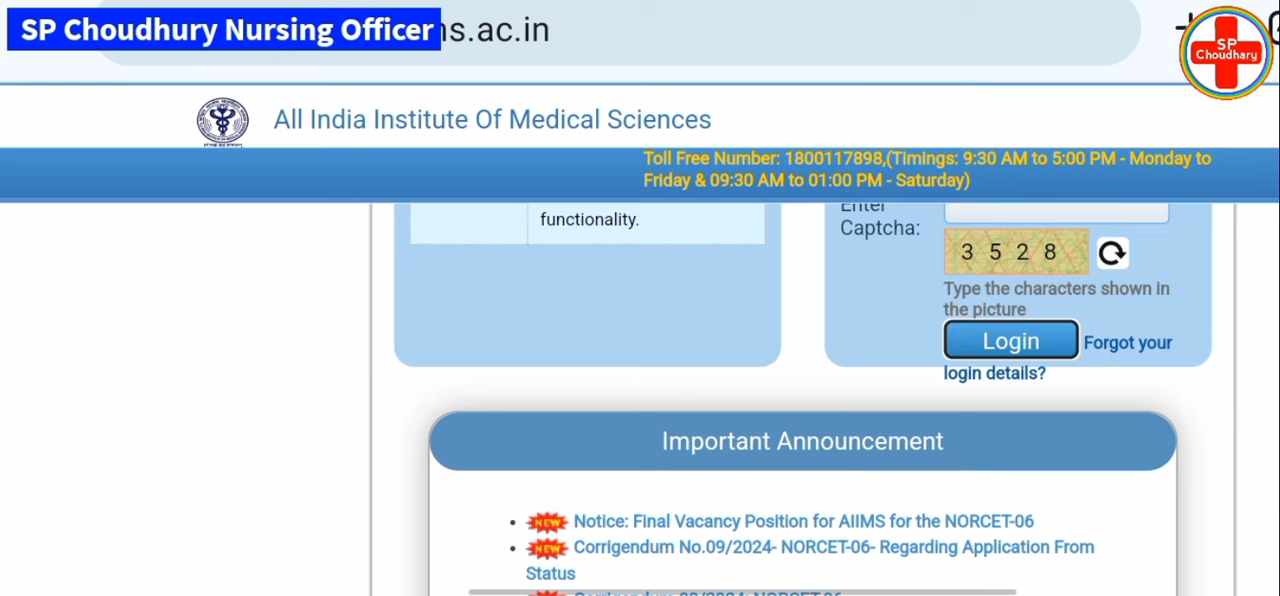 SP Choudhury Nursing Officer
s.ac.in
SP
Choudhary
All India Institute Of Medical Sciences
Toll Free Number: 1800117898,(Timings: 9:30 AM to 5:00 PM - Monday to
Friday & 09:30 AM to 01:00 PM - Saturday)
functionality.
Enter
Captcha:
3 5 2 8
Type the characters shown in
the picture
Login Forgot your
login details?
Important Announcement
NEW Notice: Final Vacancy Position for AIIMS for the NORCET-06
NEW Corrigendum No.09/2024- NORCET-06- Regarding Application From
Status